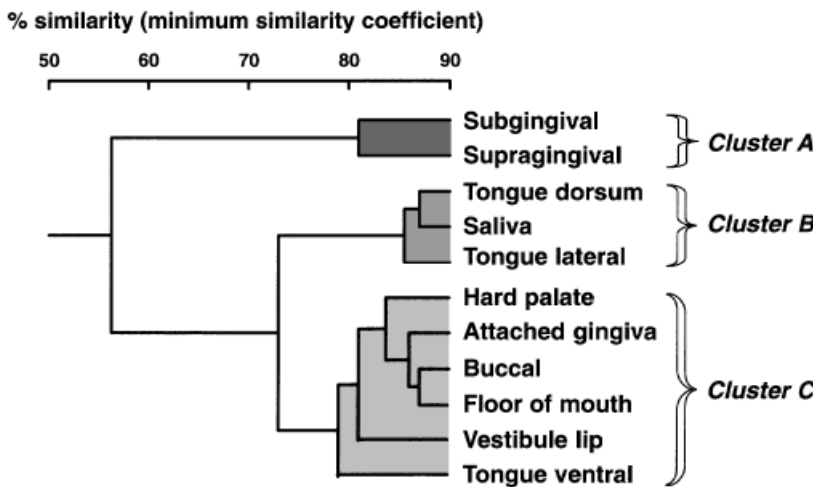 % similarity (minimum similarity coefficient)
50 60 70 80 90
Subgingival
Supragingival
Cluster A
Tongue dorsum
Saliva
Tongue lateral
Cluster B
Hard palate
Attached gingiva
Buccal
Floor of mouth
Vestibule lip
Tongue ventral
Cluster C